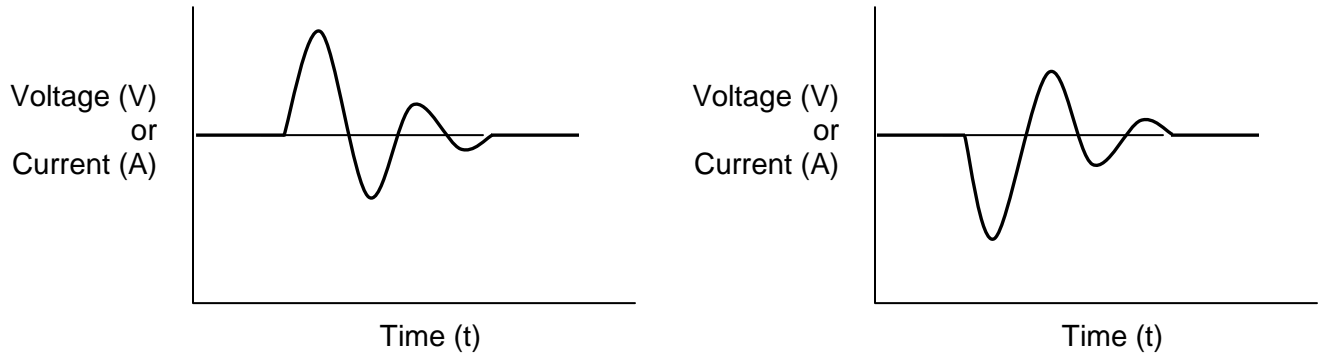 Voltage (V)
or
Current (A)
Time (t)
Voltage (V)
or
Current (A)
Time (t)